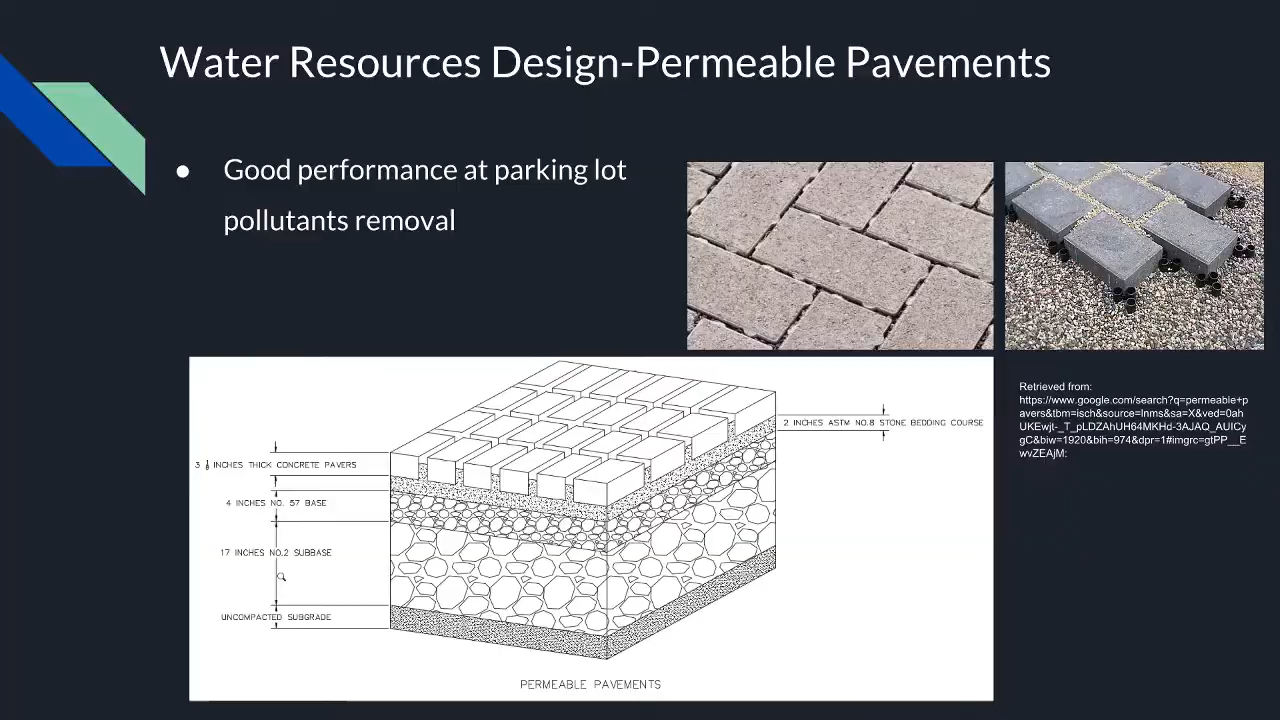 Water Resources Design-Permeable Pavements
● Good performance at parking lot
pollutants removal
Retrieved from:
https://www.google.com/search?q=permeable+p
avers&tbm=isch&source=lnms&sa=X&ved=0ah
UKEwjt-_T_pLDZAhUH64MKHd-3AJAQ_AUICy
gC&biw=1920&bih=974&dpr=1#imgrc=gtPP__E
wvZEAjM:
2 INCHES ASTM NO.8 STONE BEDDING COURSE
3 1/8 INCHES THICK CONCRETE PAVERS
4 INCHES NO. 57 BASE
17 INCHES NO.2 SUBBASE
UNCOMPACTED SUBGRADE
PERMEABLE PAVEMENTS